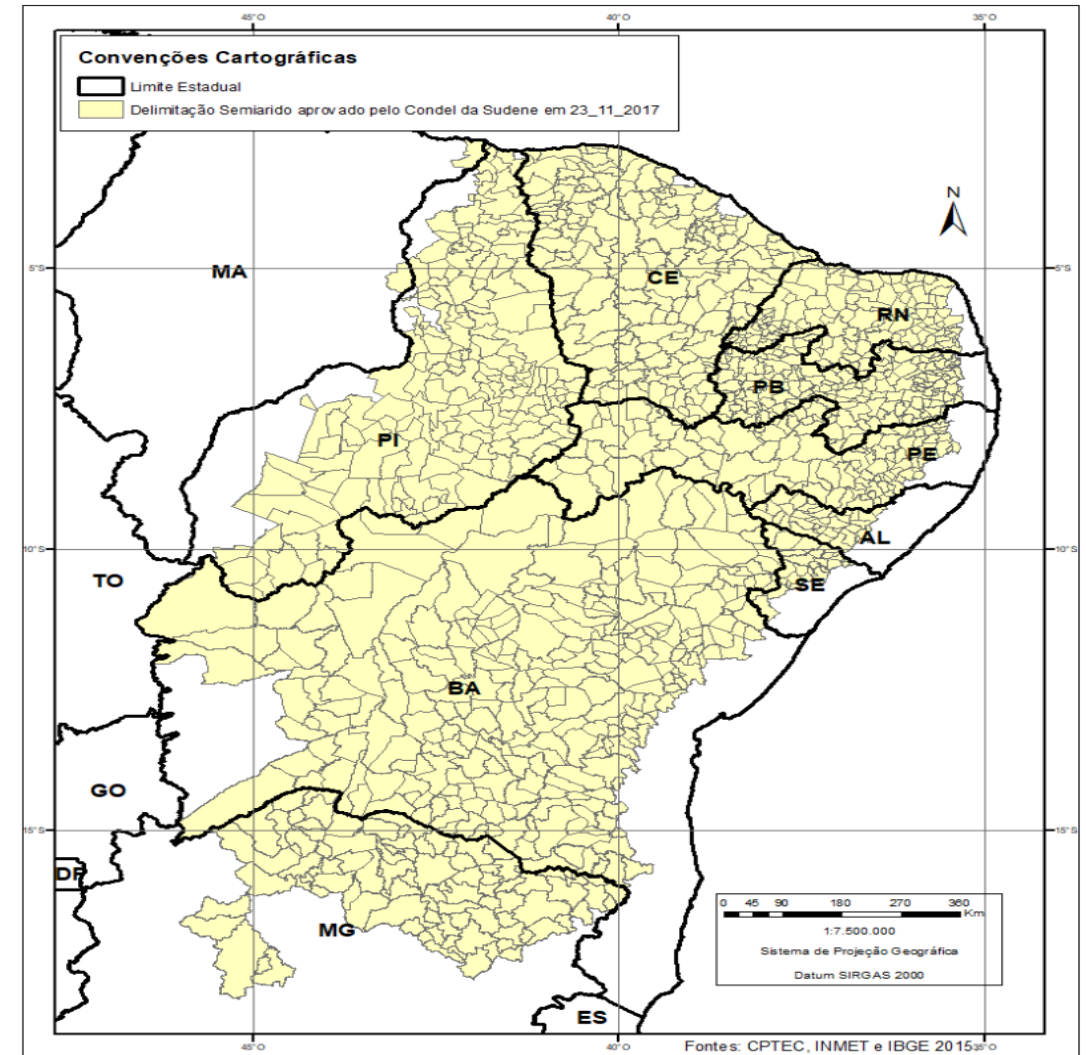 45°O 40°O 35°O
Convenções Cartográficas
Limite Estadual
Delimitação Semiarido aprovado pelo Condel da Sudene em 23_11_2017
N
5°S MA CE 5°S
RN
PB
PI
PE
AL
10°S 10°S
TO
SE
BA
GO
15°S 15°S
DF
MG
0 45 90 180 270 360
Km
1:7.500.000
Sistema de Projeção Geográfica
Datum SIRGAS 2000
ES
45°O 40°O 35°O
Fontes: CPTEC, INMET e IBGE 2015